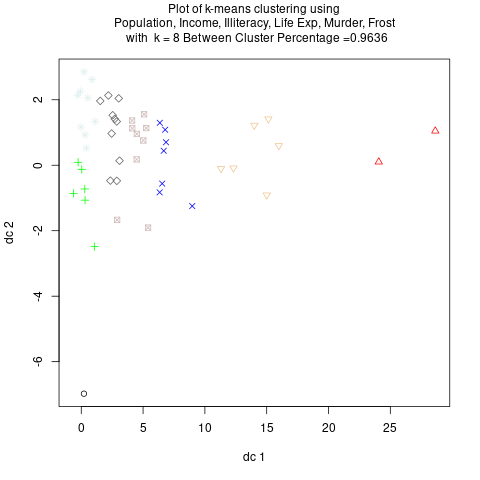 Plot of k-means clustering using
Population, Income, Illiteracy, Life Exp, Murder, Frost
with k = 8 Between Cluster Percentage =0.9636
2
0
-2
-4
-6
dc 2
0 5 10 15 20 25
dc 1